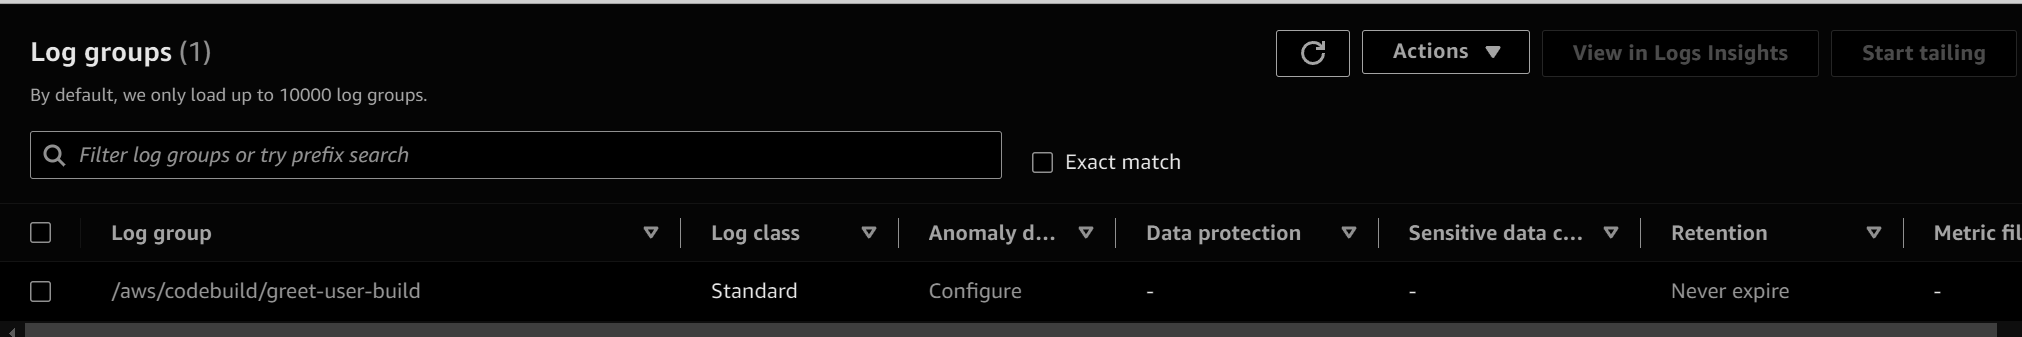 Log groups (1)
Actions
View in Logs Insights
Start tailing
By default, we only load up to 10000 log groups.
Filter log groups or try prefix search
Exact match
Log group
Log class
Anomaly d...
Data protection
Sensitive data c...
Retention
Metric fil
/aws/codebuild/greet-user-build
Standard
Configure
-
-
Never expire
-